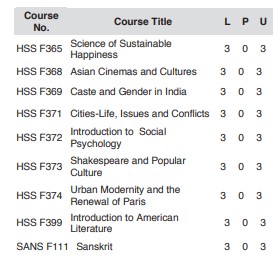 Course No. Course Title L P U
HSS F365 Science of Sustainable Happiness 3 0 3
HSS F368 Asian Cinemas and Cultures 3 0 3
HSS F369 Caste and Gender in India 3 0 3
HSS F371 Cities-Life, Issues and Conflicts 3 0 3
HSS F372 Introduction to Social Psychology 3 0 3
HSS F373 Shakespeare and Popular Culture 3 0 3
HSS F374 Urban Modernity and the Renewal of Paris 3 0 3
HSS F399 Introduction to American Literature 3 0 3
SANS F111 Sanskrit 3 0 3